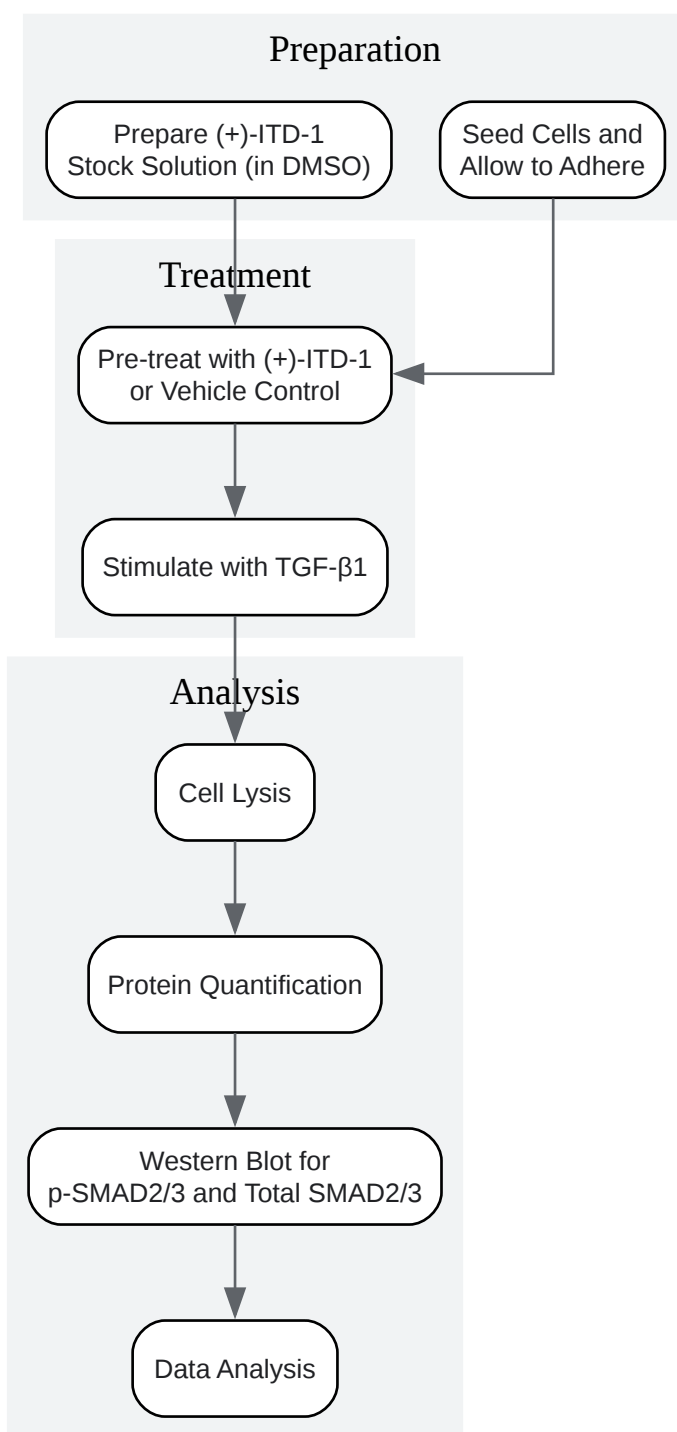 Preparation
Prepare (+)-ITD-1
Stock Solution (in DMSO)
Seed Cells and
Allow to Adhere
Treatment
Pre-treat with (+)-ITD-1
or Vehicle Control
Stimulate with TGF-β1
Analysis
Cell Lysis
Protein Quantification
Western Blot for
p-SMAD2/3 and Total SMAD2/3
Data Analysis